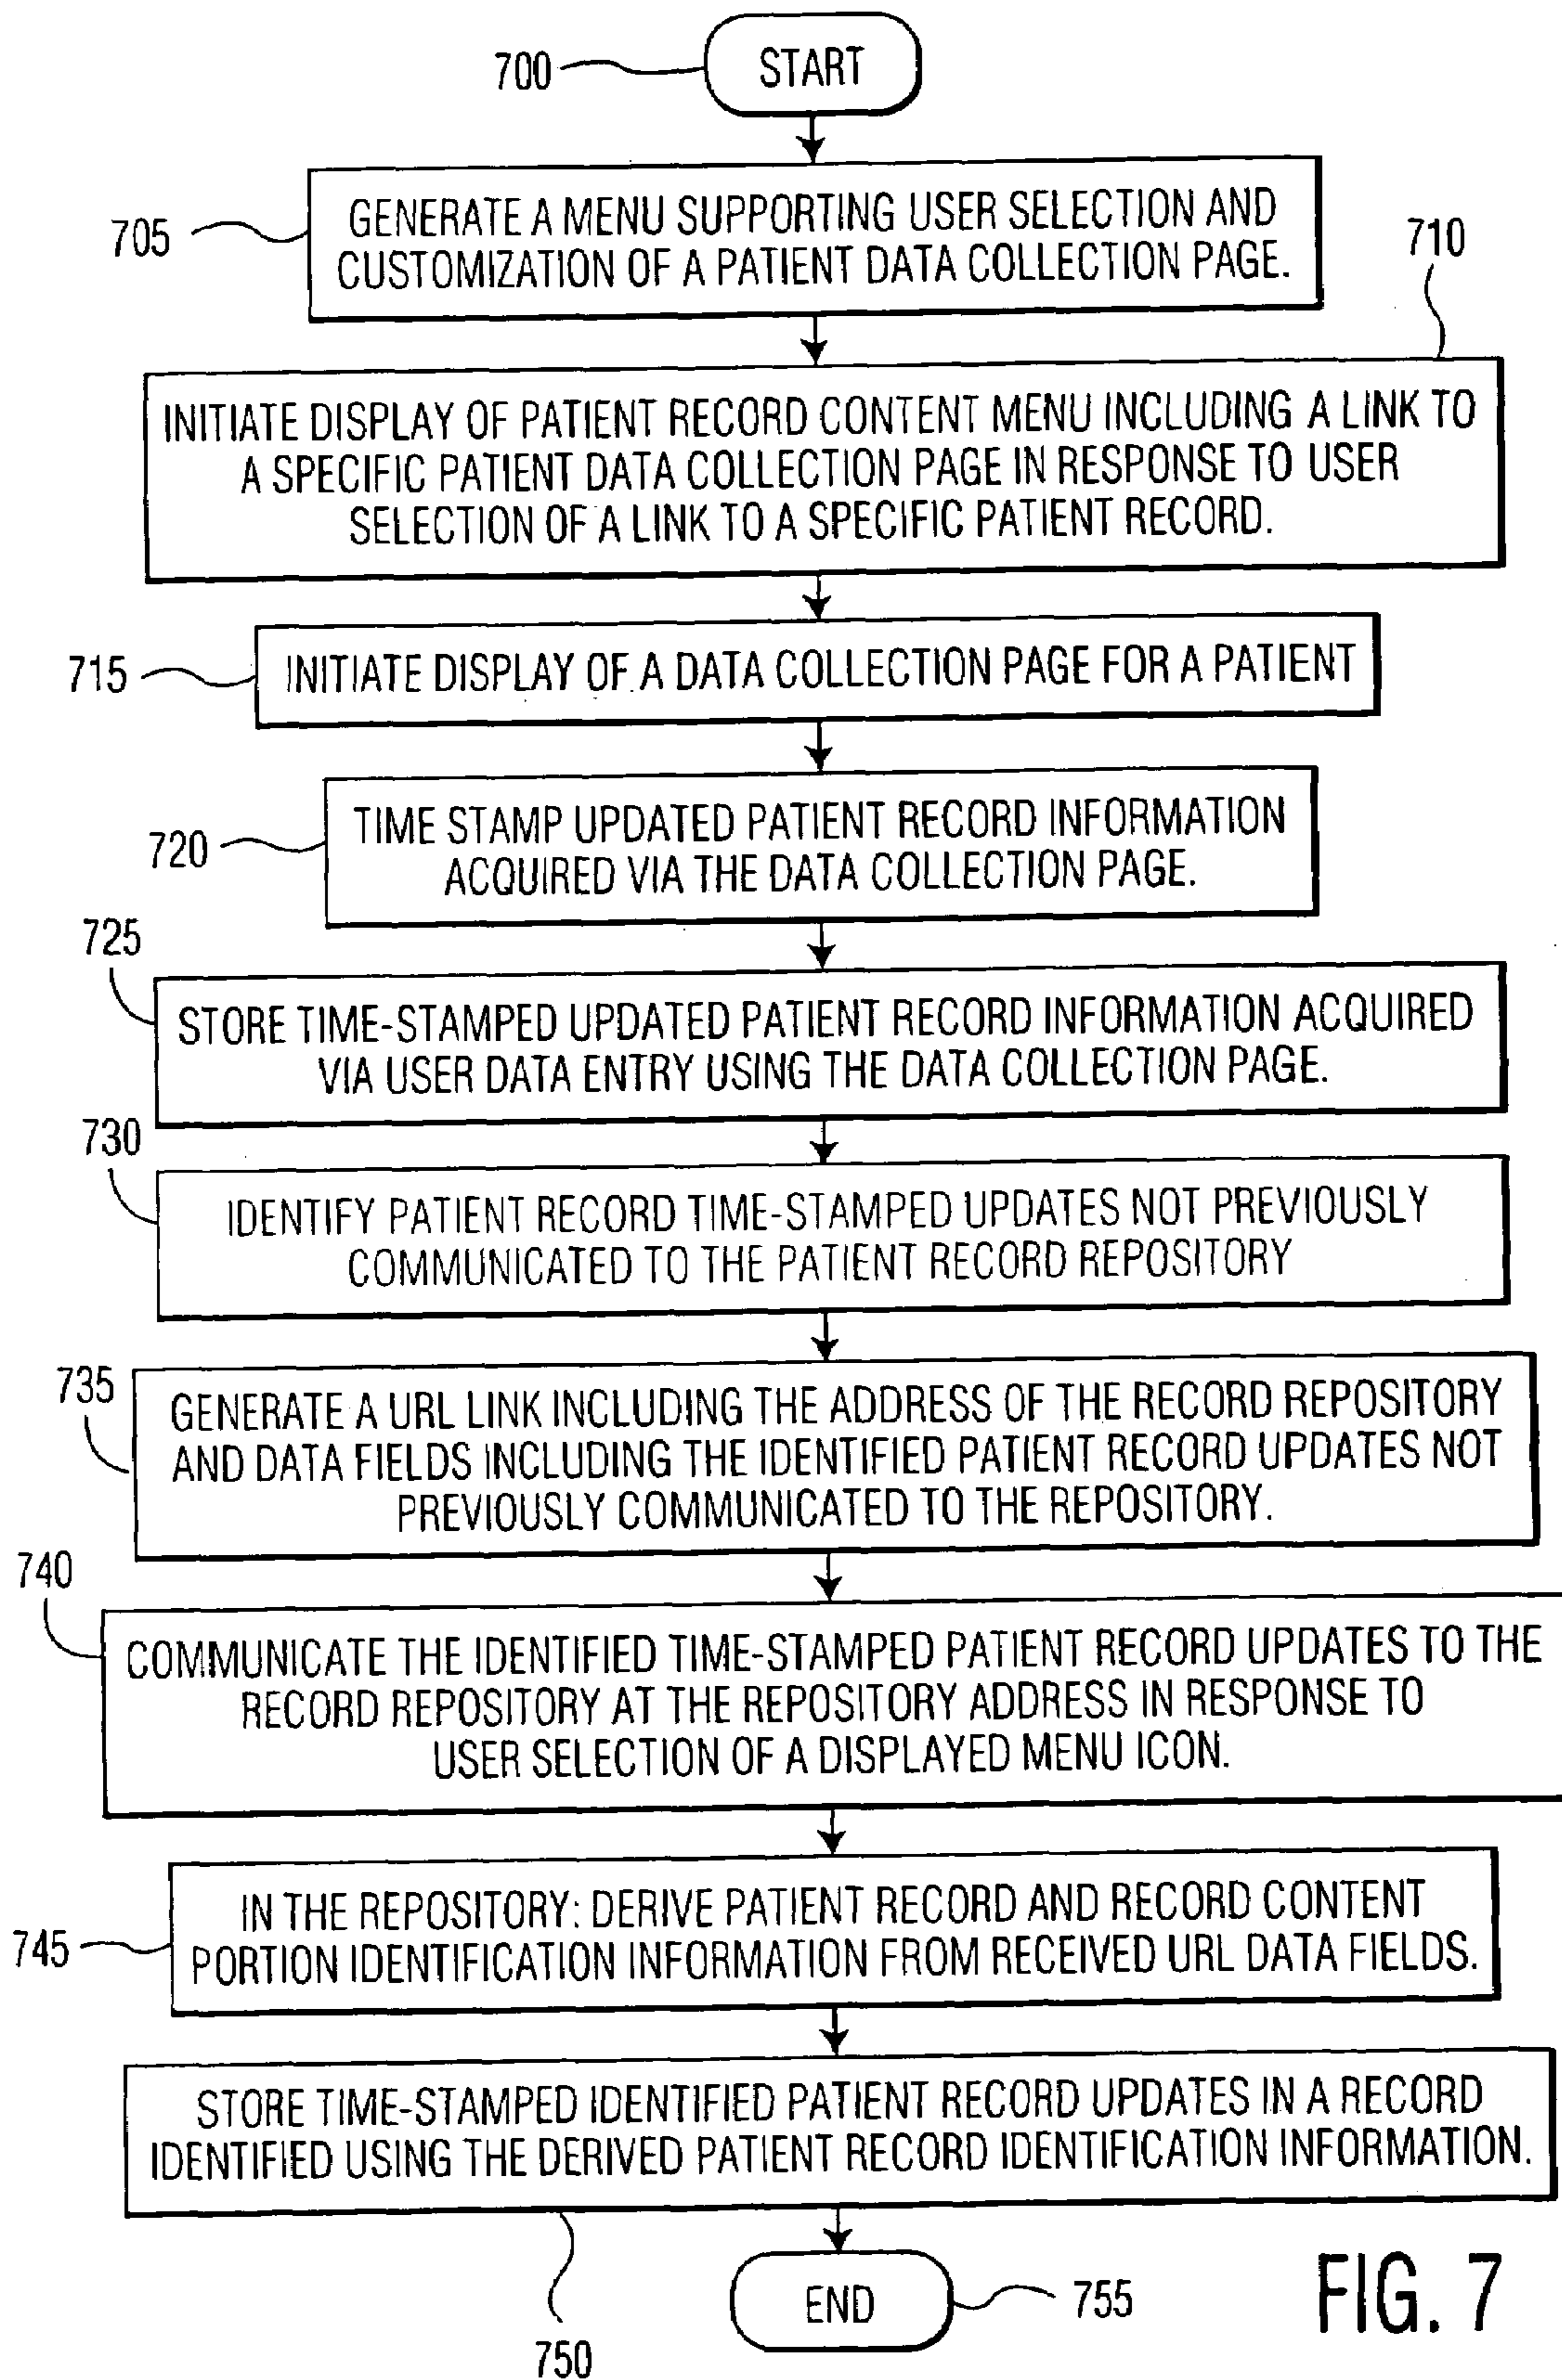 700
START
705
GENERATE A MENU SUPPORTING USER SELECTION AND
CUSTOMIZATION OF A PATIENT DATA COLLECTION PAGE.
710
INITIATE DISPLAY OF PATIENT RECORD CONTENT MENU INCLUDING A LINK TO
A SPECIFIC PATIENT DATA COLLECTION PAGE IN RESPONSE TO USER
SELECTION OF A LINK TO A SPECIFIC PATIENT RECORD.
715
INITIATE DISPLAY OF A DATA COLLECTION PAGE FOR A PATIENT
720
TIME STAMP UPDATED PATIENT RECORD INFORMATION
ACQUIRED VIA THE DATA COLLECTION PAGE.
725
STORE TIME-STAMPED UPDATED PATIENT RECORD INFORMATION ACQUIRED
VIA USER DATA ENTRY USING THE DATA COLLECTION PAGE.
730
IDENTIFY PATIENT RECORD TIME-STAMPED UPDATES NOT PREVIOUSLY
COMMUNICATED TO THE PATIENT RECORD REPOSITORY
735
GENERATE A URL LINK INCLUDING THE ADDRESS OF THE RECORD REPOSITORY
AND DATA FIELDS INCLUDING THE IDENTIFIED PATIENT RECORD UPDATES NOT
PREVIOUSLY COMMUNICATED TO THE REPOSITORY.
740
COMMUNICATE THE IDENTIFIED TIME-STAMPED PATIENT RECORD UPDATES TO THE
RECORD REPOSITORY AT THE REPOSITORY ADDRESS IN RESPONSE TO
USER SELECTION OF A DISPLAYED MENU ICON.
745
IN THE REPOSITORY: DERIVE PATIENT RECORD AND RECORD CONTENT
PORTION IDENTIFICATION INFORMATION FROM RECEIVED URL DATA FIELDS.
STORE TIME-STAMPED IDENTIFIED PATIENT RECORD UPDATES IN A RECORD
IDENTIFIED USING THE DERIVED PATIENT RECORD IDENTIFICATION INFORMATION.
750
END
755
FIG. 7